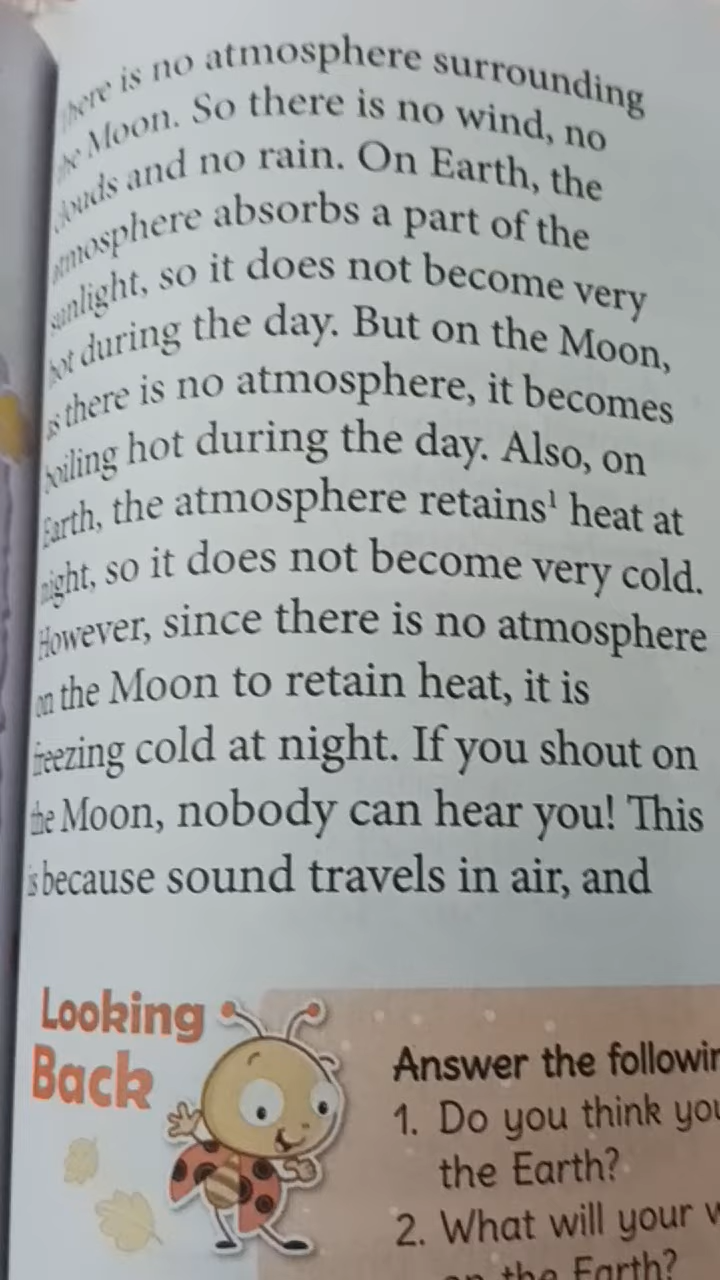 there is no atmosphere surrounding
the Moon. So there is no wind, no
clouds and no rain. On Earth, the
atmosphere absorbs a part of the
sunlight, so it does not become very
hot during the day. But on the Moon,
as there is no atmosphere, it becomes
boiling hot during the day. Also, on
Earth, the atmosphere retains¹ heat at
night, so it does not become very cold.
However, since there is no atmosphere
on the Moon to retain heat, it is
freezing cold at night. If you shout on
the Moon, nobody can hear you! This
is because sound travels in air, and
Looking
Back
Answer the
1. Do you think
the Earth?
2. What will your
on the Earth?